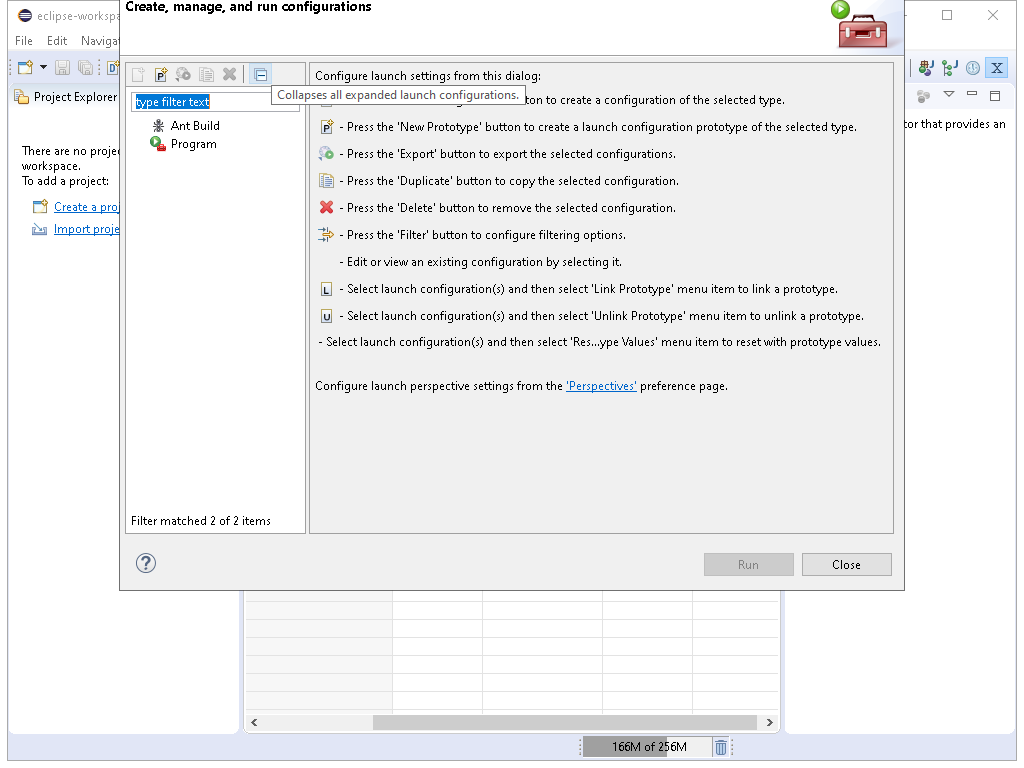 eclipse-workspa
Create, manage, and run configurations
File Edit Navigat
Project Explorer
There are no projec
workspace.
To add a project:
Create a proj
Import proje
type filter text
Ant Build
Program
Filter matched 2 of 2 items
Configure launch settings from this dialog:
Collapses all expanded launch configurations.
ton to create a configuration of the selected type.
P - Press the 'New Prototype' button to create a launch configuration prototype of the selected type.
- Press the 'Export' button to export the selected configurations.
- Press the 'Duplicate' button to copy the selected configuration.
- Press the 'Delete' button to remove the selected configuration.
- Press the 'Filter' button to configure filtering options.
- Edit or view an existing configuration by selecting it.
L - Select launch configuration(s) and then select 'Link Prototype' menu item to link a prototype.
U - Select launch configuration(s) and then select 'Unlink Prototype' menu item to unlink a prototype.
- Select launch configuration(s) and then select 'Res...ype Values' menu item to reset with prototype values.
Configure launch perspective settings from the 'Perspectives' preference page.
Run
Close
tor that provides an
166M of 256M